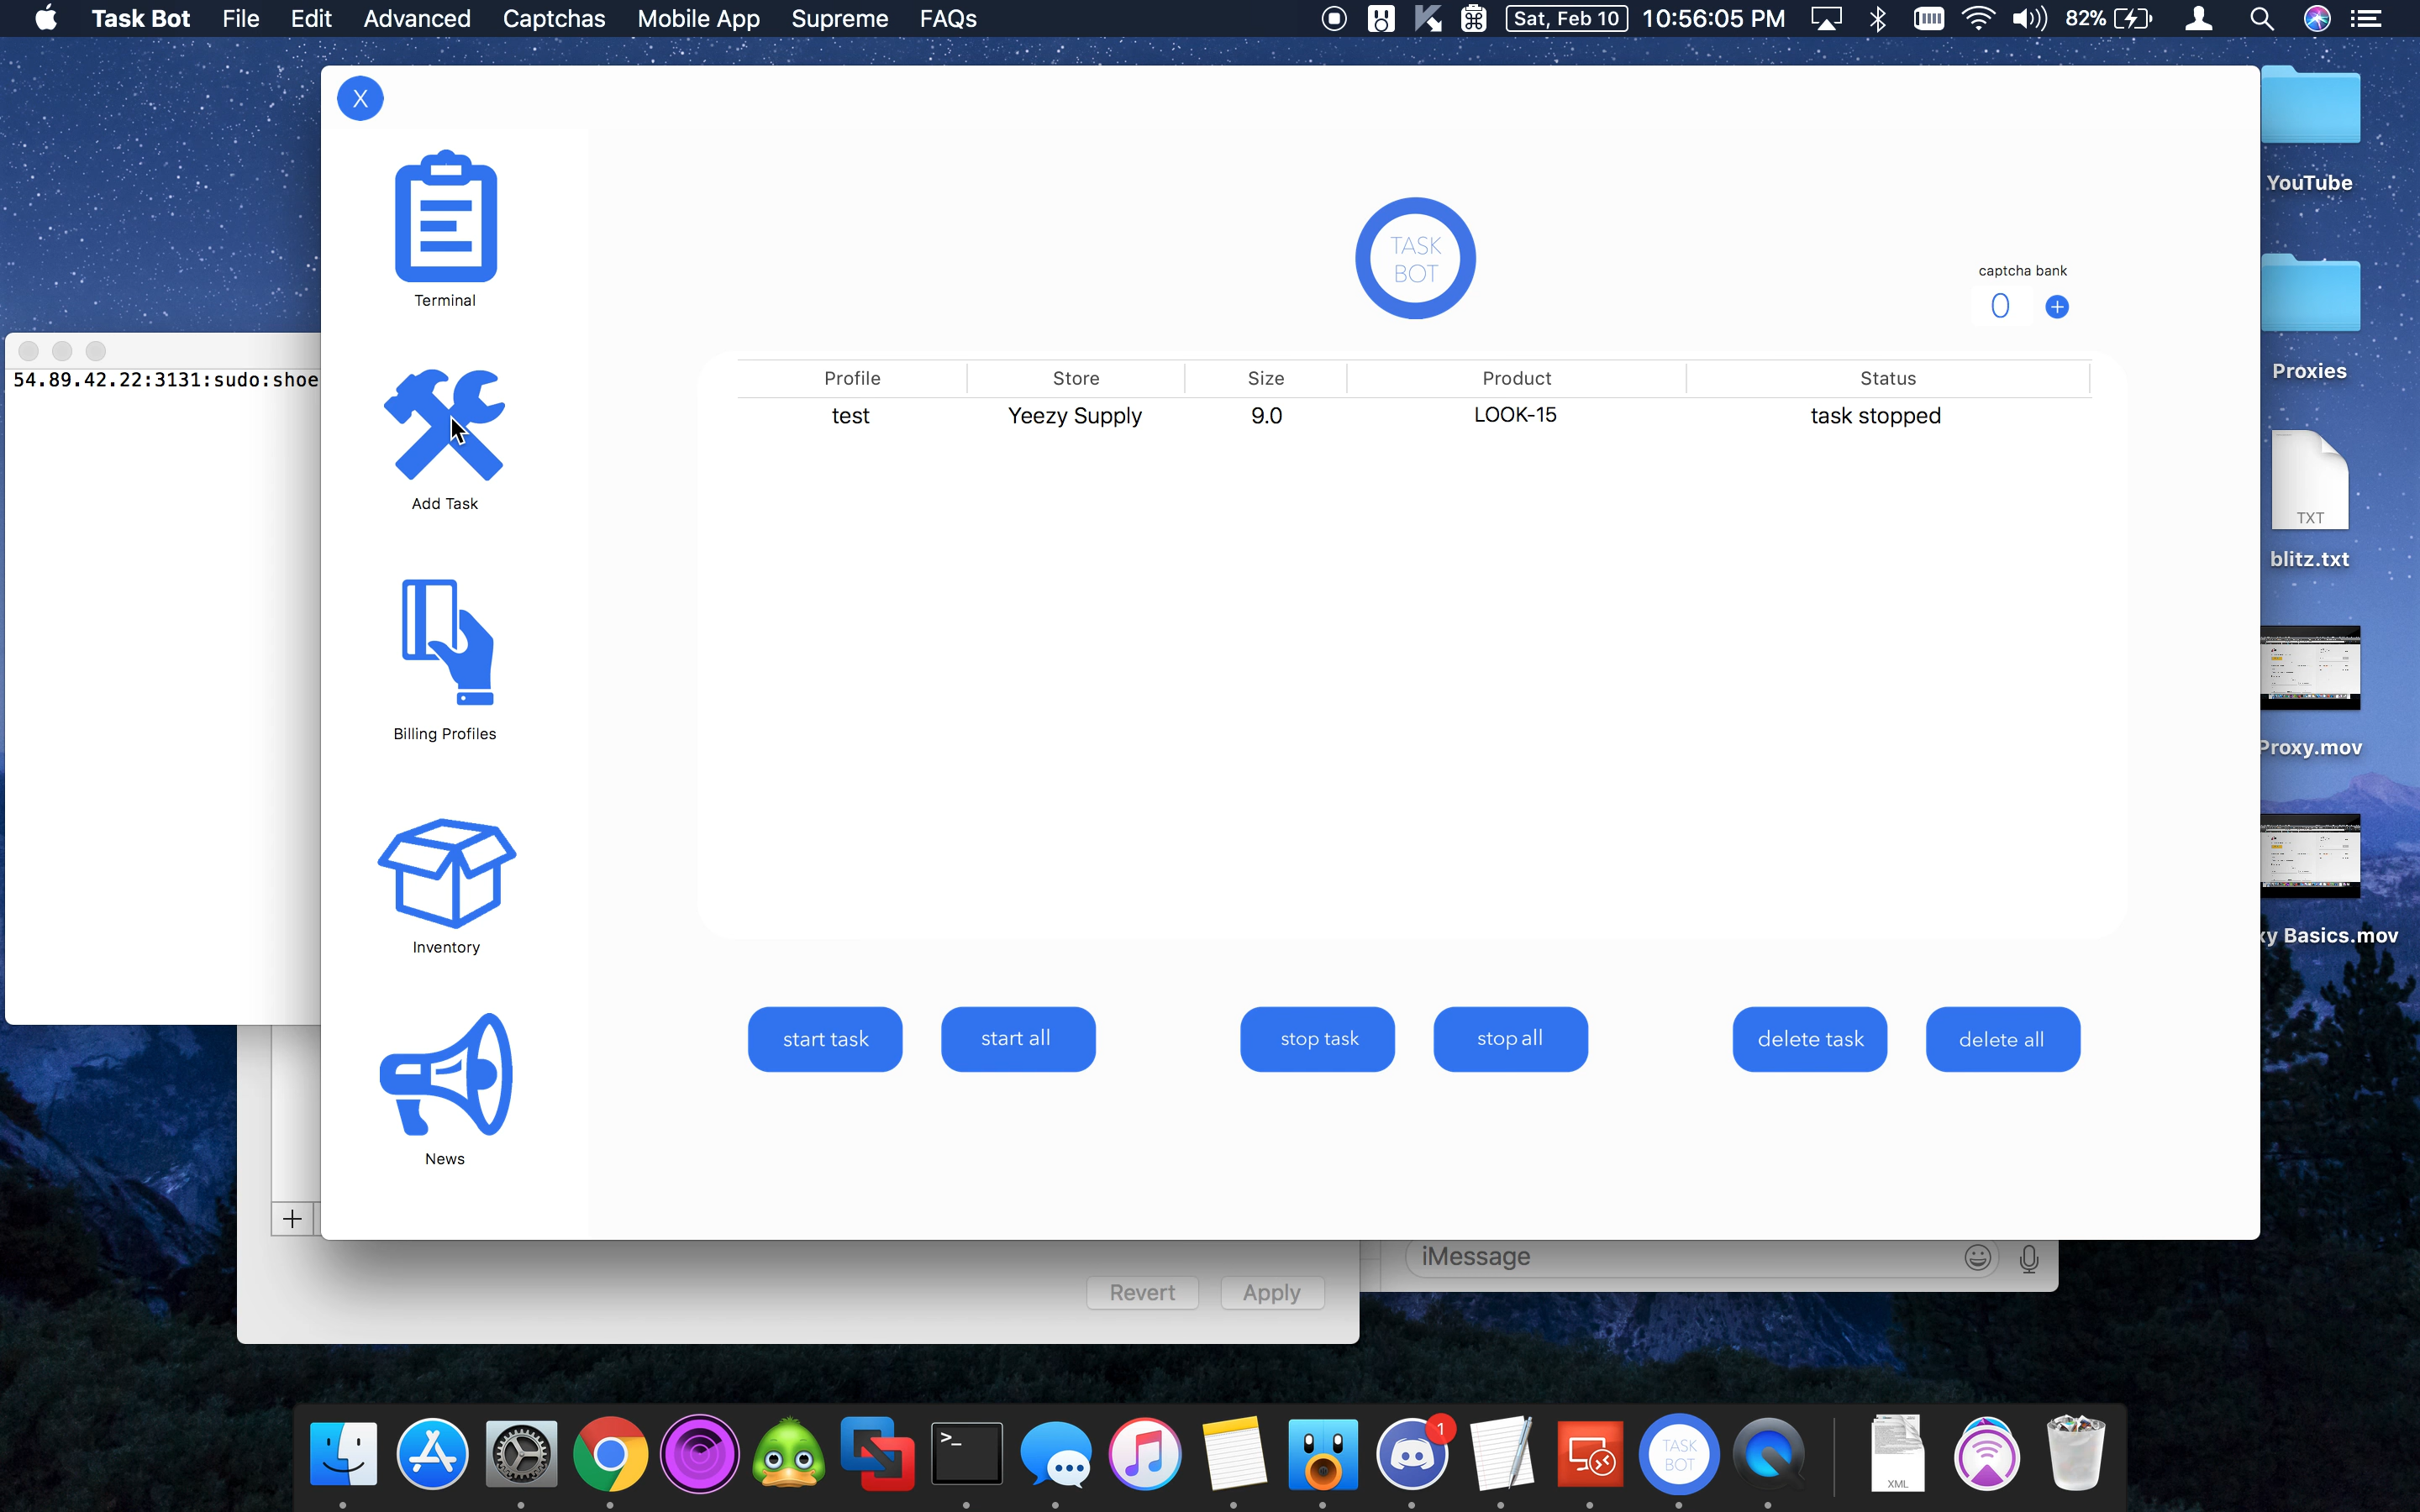 Task Bot File Edit Advanced Captchas Mobile App Supreme FAQs
Sat, Feb 10 10:56:05 PM 82%
X
Terminal
Add Task
Billing Profiles
Inventory
News
54.89.42.22:3131:sudo:shoe
TASK
BOT
captcha bank
0 +
Profile Store Size Product Status
test Yeezy Supply 9.0 LOOK-15 task stopped
start task start all stop task stop all delete task delete all
YouTube
Proxies
TXT
blitz.txt
Proxy.mov
xy Basics.mov
+
iMessage
Revert Apply
>_
1
TASK
BOT
XML